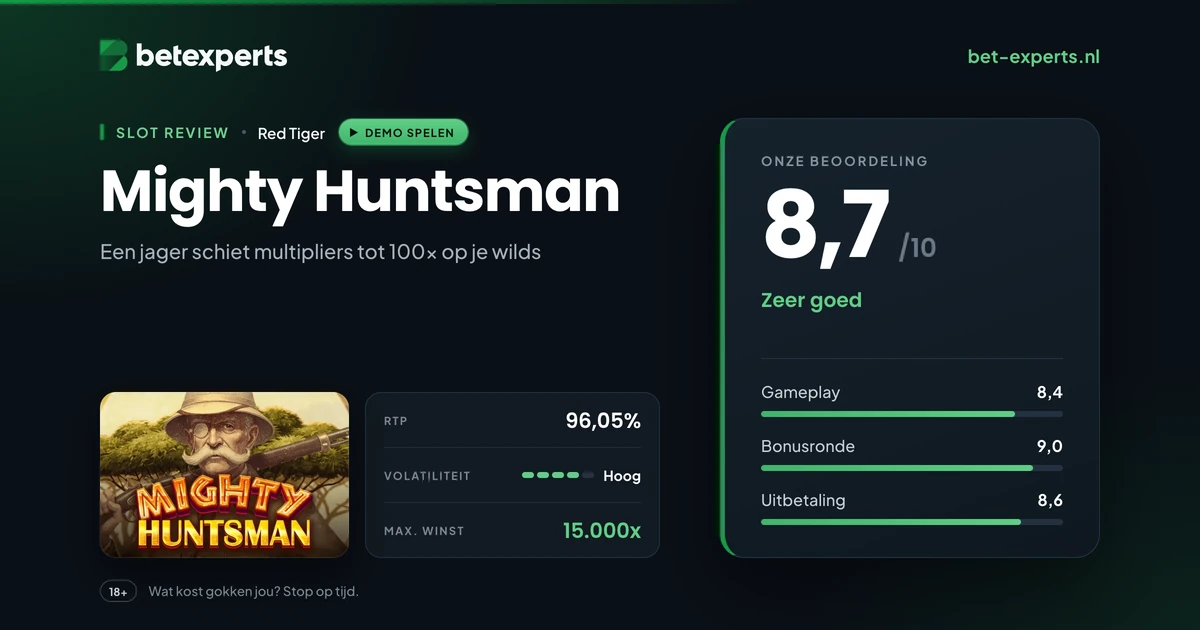 betexperts
bet-experts.nl
SLOT REVIEW • Red Tiger ▶ DEMO SPELEN
Mighty Huntsman
Een jager schiet multipliers tot 100× op je wilds
MIGHTY
HUNTSMAN
RTP 96,05%
VOLATILITEIT Hoog
MAX. WINST 15.000x
ONZE BEOORDELING
8,7 /10
Zeer goed
Gameplay 8,4
Bonusronde 9,0
Uitbetaling 8,6
18+ Wat kost gokken jou? Stop op tijd.